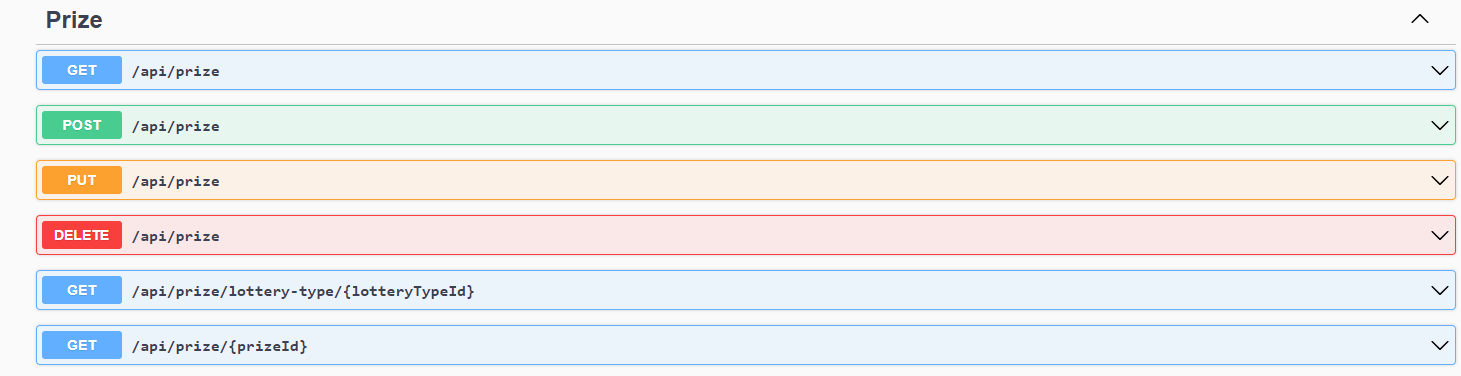 Prize
GET /api/prize
POST /api/prize
PUT /api/prize
DELETE /api/prize
GET /api/prize/lottery-type/{lotteryTypeId}
GET /api/prize/{prizeId}